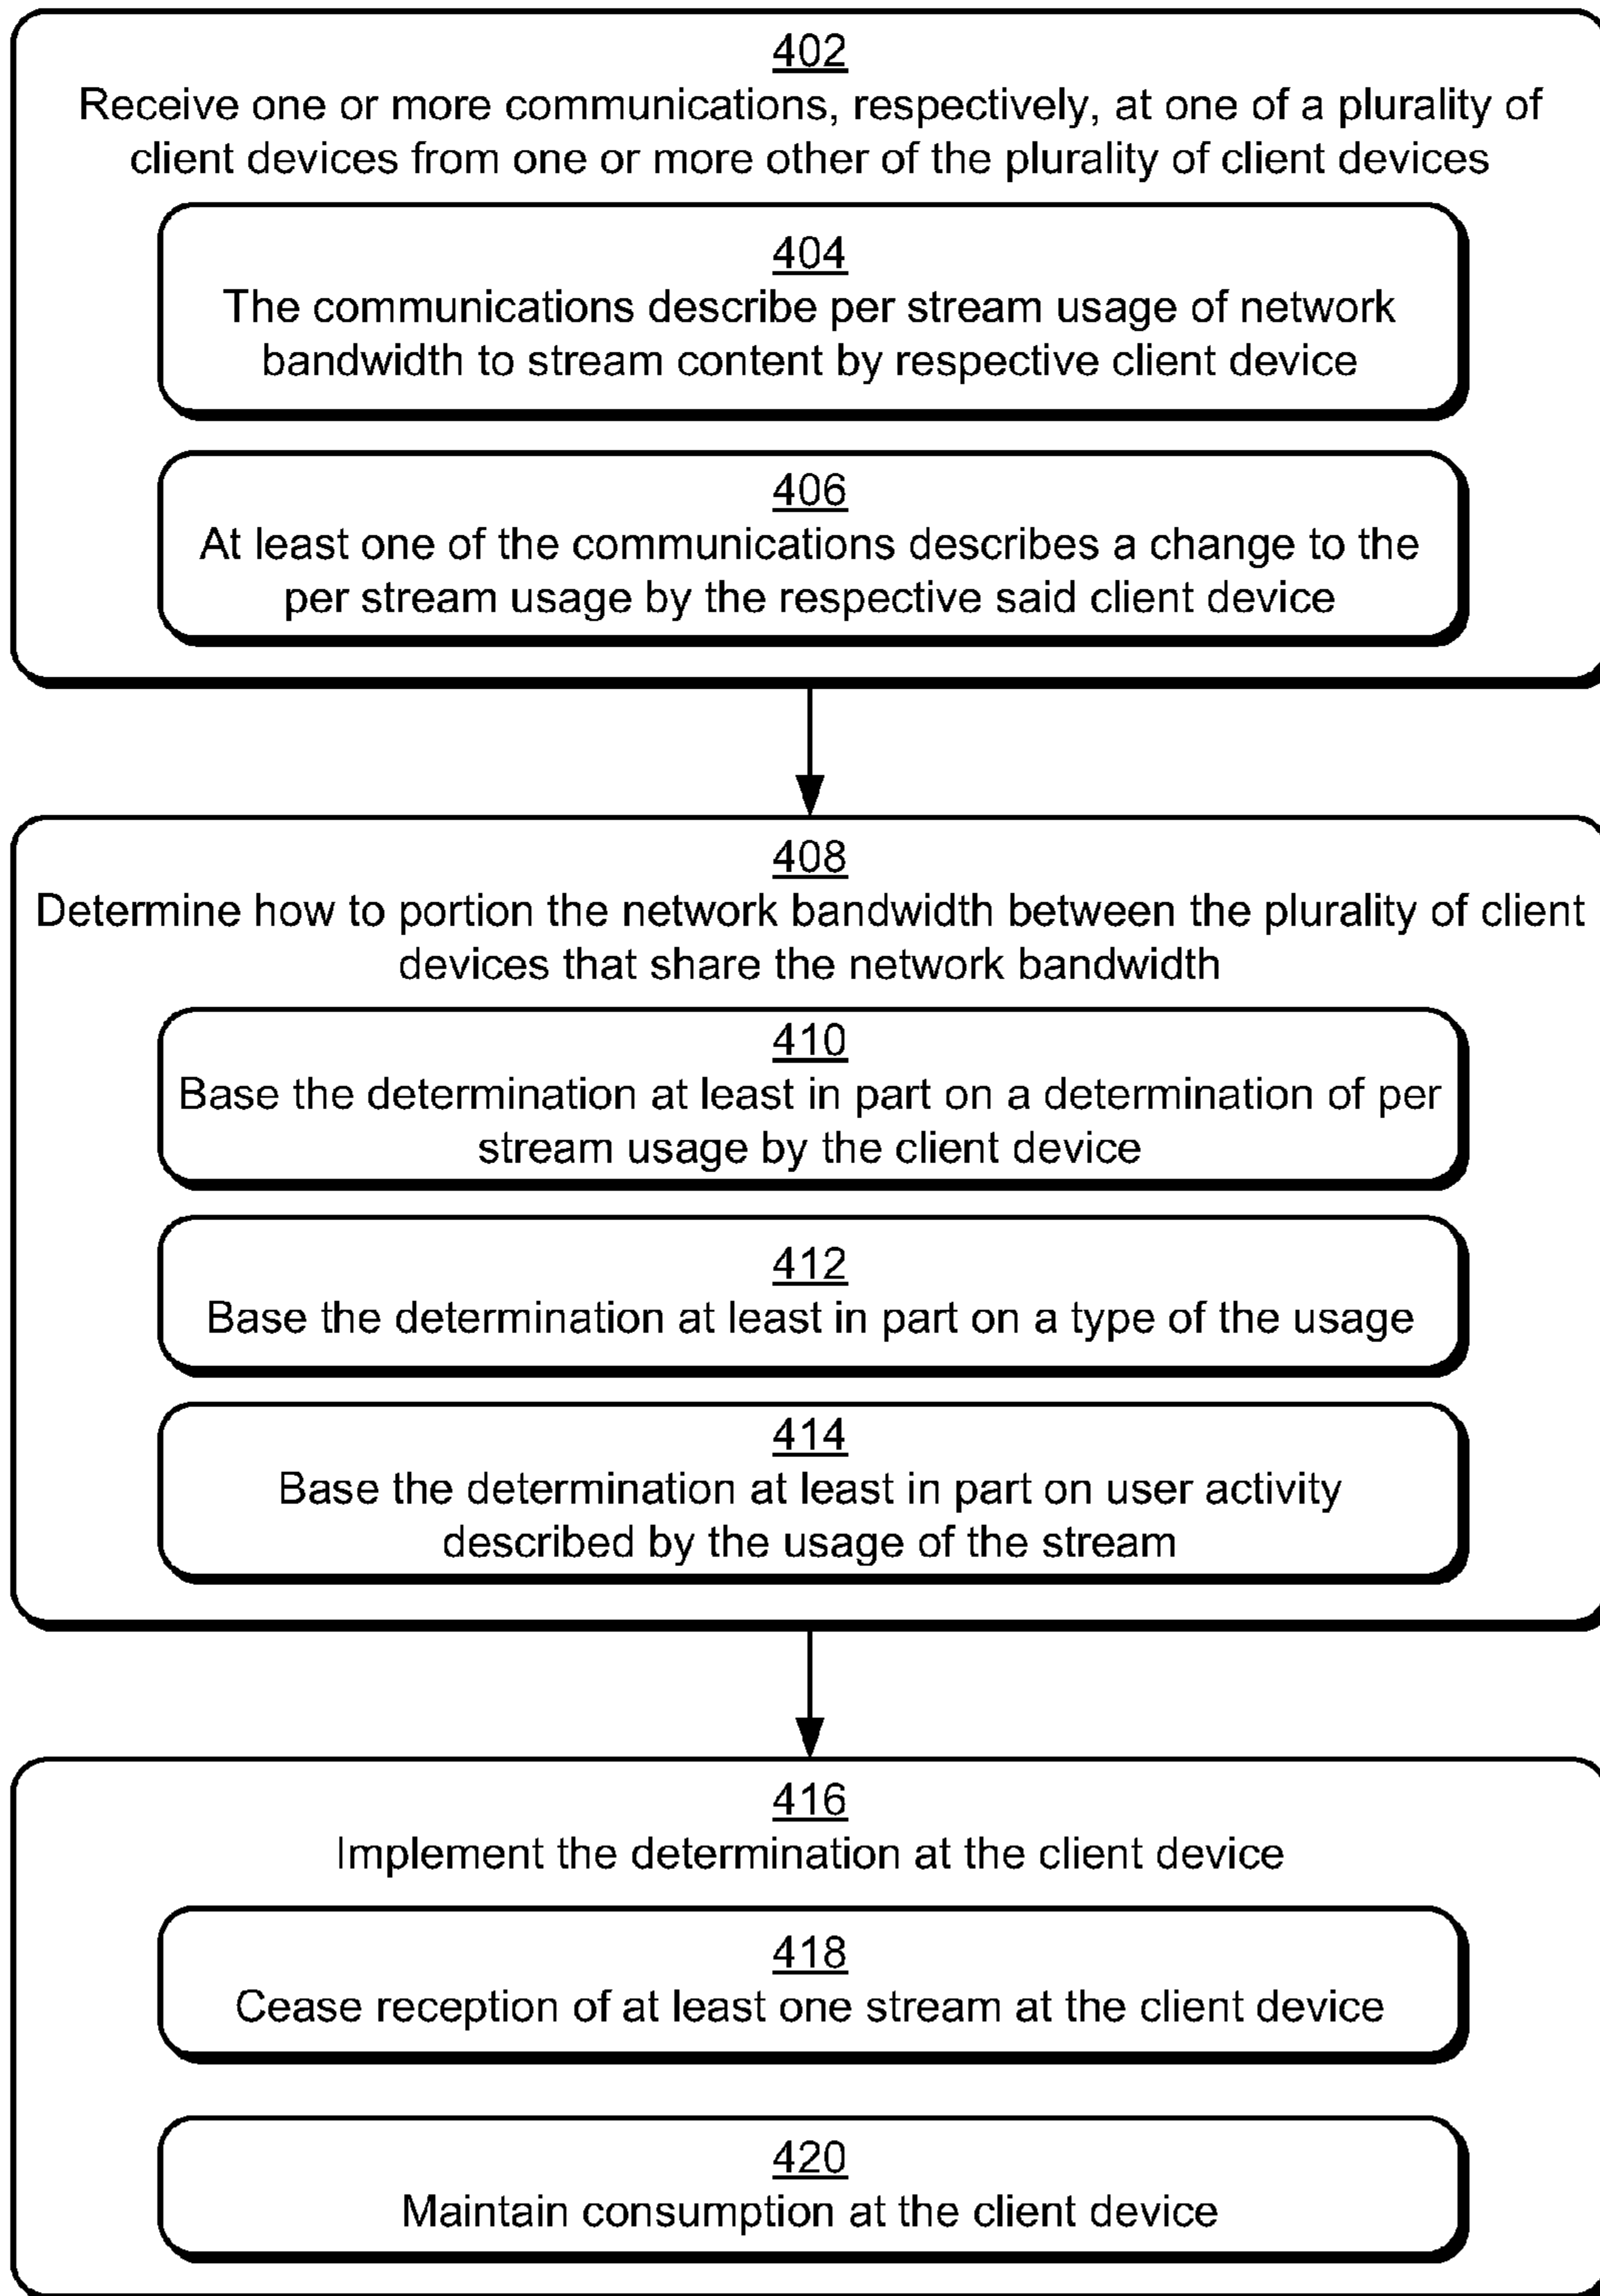 402
Receive one or more communications, respectively, at one of a plurality of
client devices from one or more other of the plurality of client devices
404
The communications describe per stream usage of network
bandwidth to stream content by respective client device
406
At least one of the communications describes a change to the
per stream usage by the respective said client device
408
Determine how to portion the network bandwidth between the plurality of client
devices that share the network bandwidth
410
Base the determination at least in part on a determination of per
stream usage by the client device
412
Base the determination at least in part on a type of the usage
414
Base the determination at least in part on user activity
described by the usage of the stream
416
Implement the determination at the client device
418
Cease reception of at least one stream at the client device
420
Maintain consumption at the client device